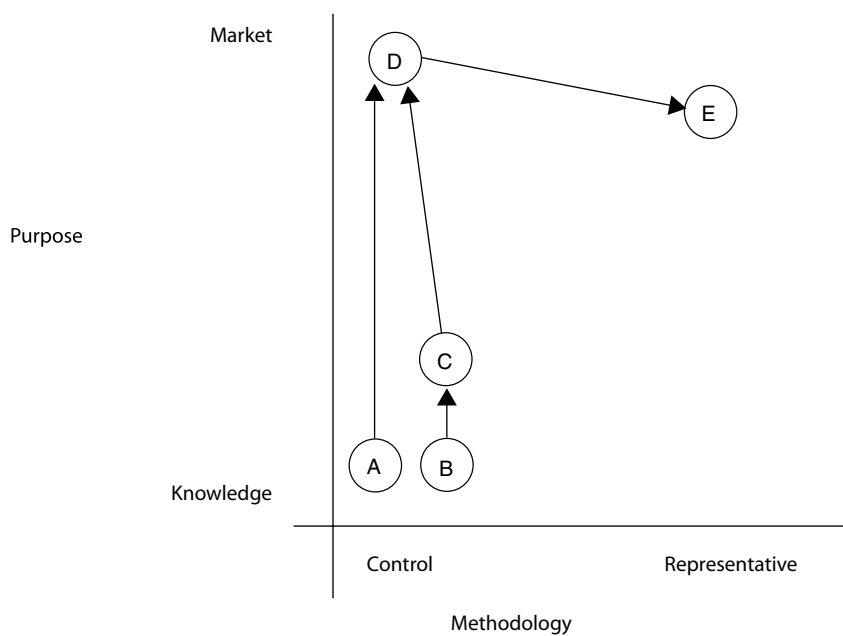 Market
D
E
Purpose
C
A
B
Knowledge
Control
Representative
Methodology